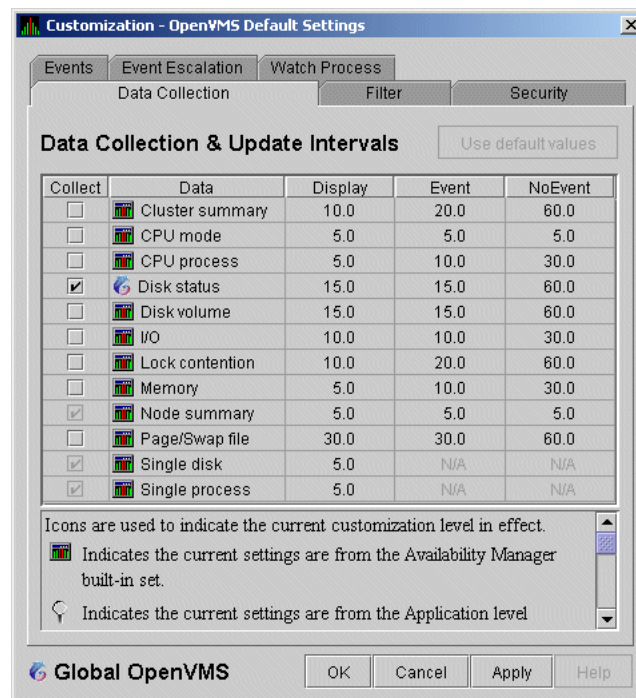 Customization - OpenVMS Default Settings
Events Event Escalation Watch Process
Data Collection Filter Security
Data Collection & Update Intervals Use default values
Collect Data Display Event NoEvent
Cluster summary 10.0 20.0 60.0
CPU mode 5.0 5.0 5.0
CPU process 5.0 10.0 30.0
Disk status 15.0 15.0 60.0
Disk volume 15.0 15.0 60.0
I/O 10.0 10.0 30.0
Lock contention 10.0 20.0 60.0
Memory 5.0 10.0 30.0
Node summary 5.0 5.0 5.0
Page/Swap file 30.0 30.0 60.0
Single disk 5.0 N/A N/A
Single process 5.0 N/A N/A
Icons are used to indicate the current customization level in effect.
Indicates the current settings are from the Availability Manager
built-in set.
Indicates the current settings are from the Application level
Global OpenVMS OK Cancel Apply Help